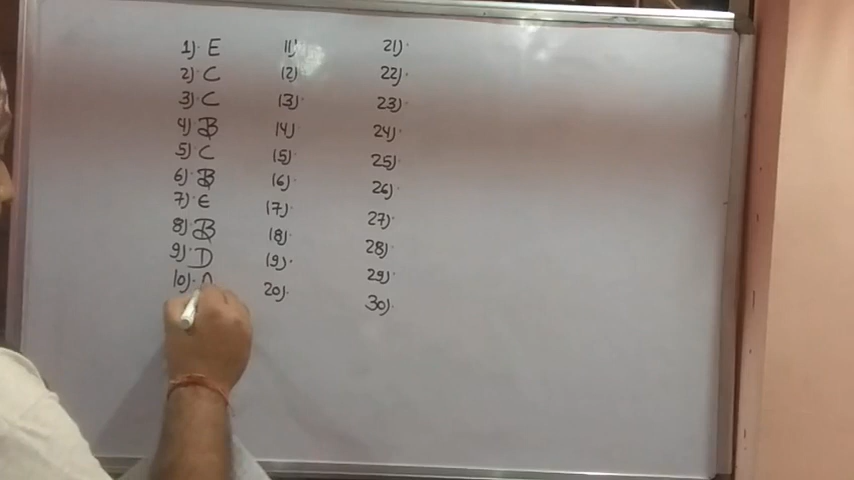 1) E
2) C
3) C
4) B
5) C
6) B
7) E
8) B
9) D
10)
11)
12)
13)
14)
15)
16)
17)
18)
19)
20)
21)
22)
23)
24)
25)
26)
27)
28)
29)
30)